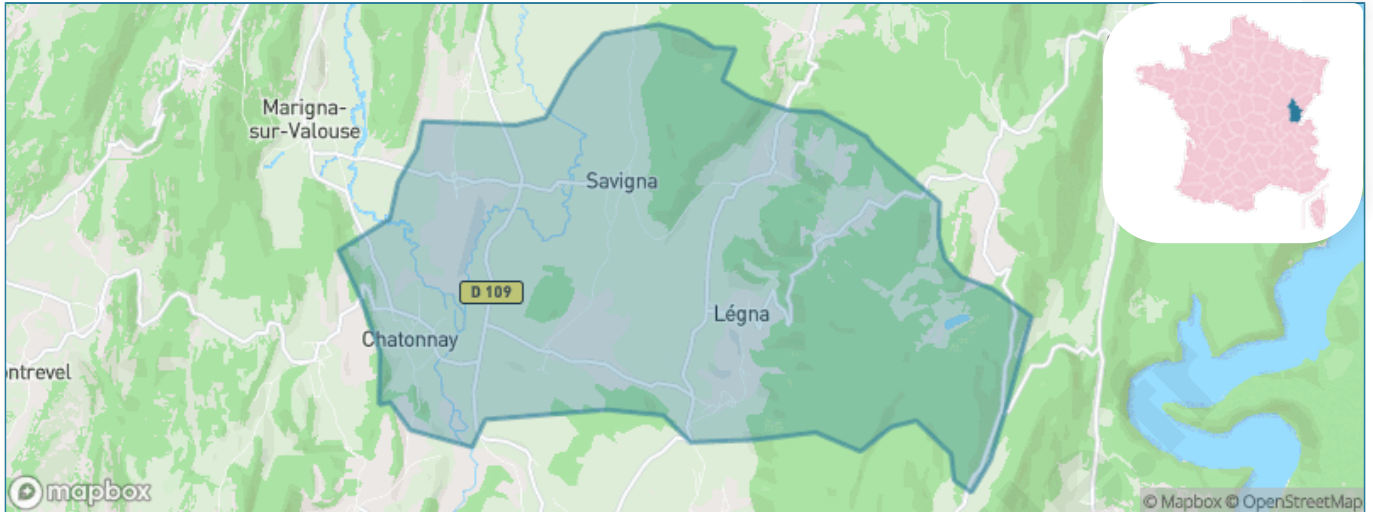 Marigna-
sur-Valouse
Savigna
D 109
Légna
Chatonnay
ontrevel
mapbox
© Mapbox © OpenStreetMap